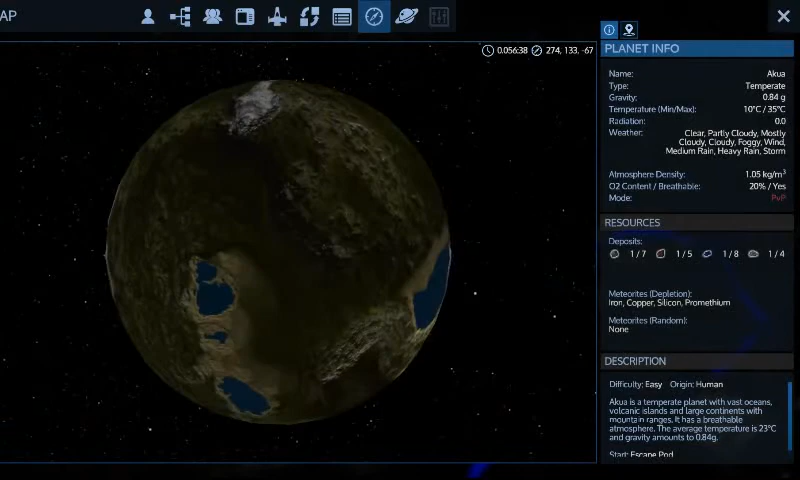 AP
0.056:38 274, 133, -67
PLANET INFO
Name: Akua
Type: Temperate
Gravity: 0.84 g
Temperature (Min/Max): 10°C / 35°C
Radiation: 0.0
Weather: Clear, Partly Cloudy, Mostly
Cloudy, Cloudy, Foggy, Wind,
Medium Rain, Heavy Rain, Storm
Atmosphere Density: 1.05 kg/m³
O2 Content / Breathable: 20% / Yes
Mode: PvP
RESOURCES
Deposits:
1/7 1/5 1/8 1/4
Meteorites (Depletion):
Iron, Copper, Silicon, Promethium
Meteorites (Random):
None
DESCRIPTION
Difficulty: Easy Origin: Human
Akua is a temperate planet with vast oceans,
volcanic islands and large continents with
mountain ranges. It has a breathable
atmosphere. The average temperature is 23°C
and gravity amounts to 0.84g.
Start: Escape Pod